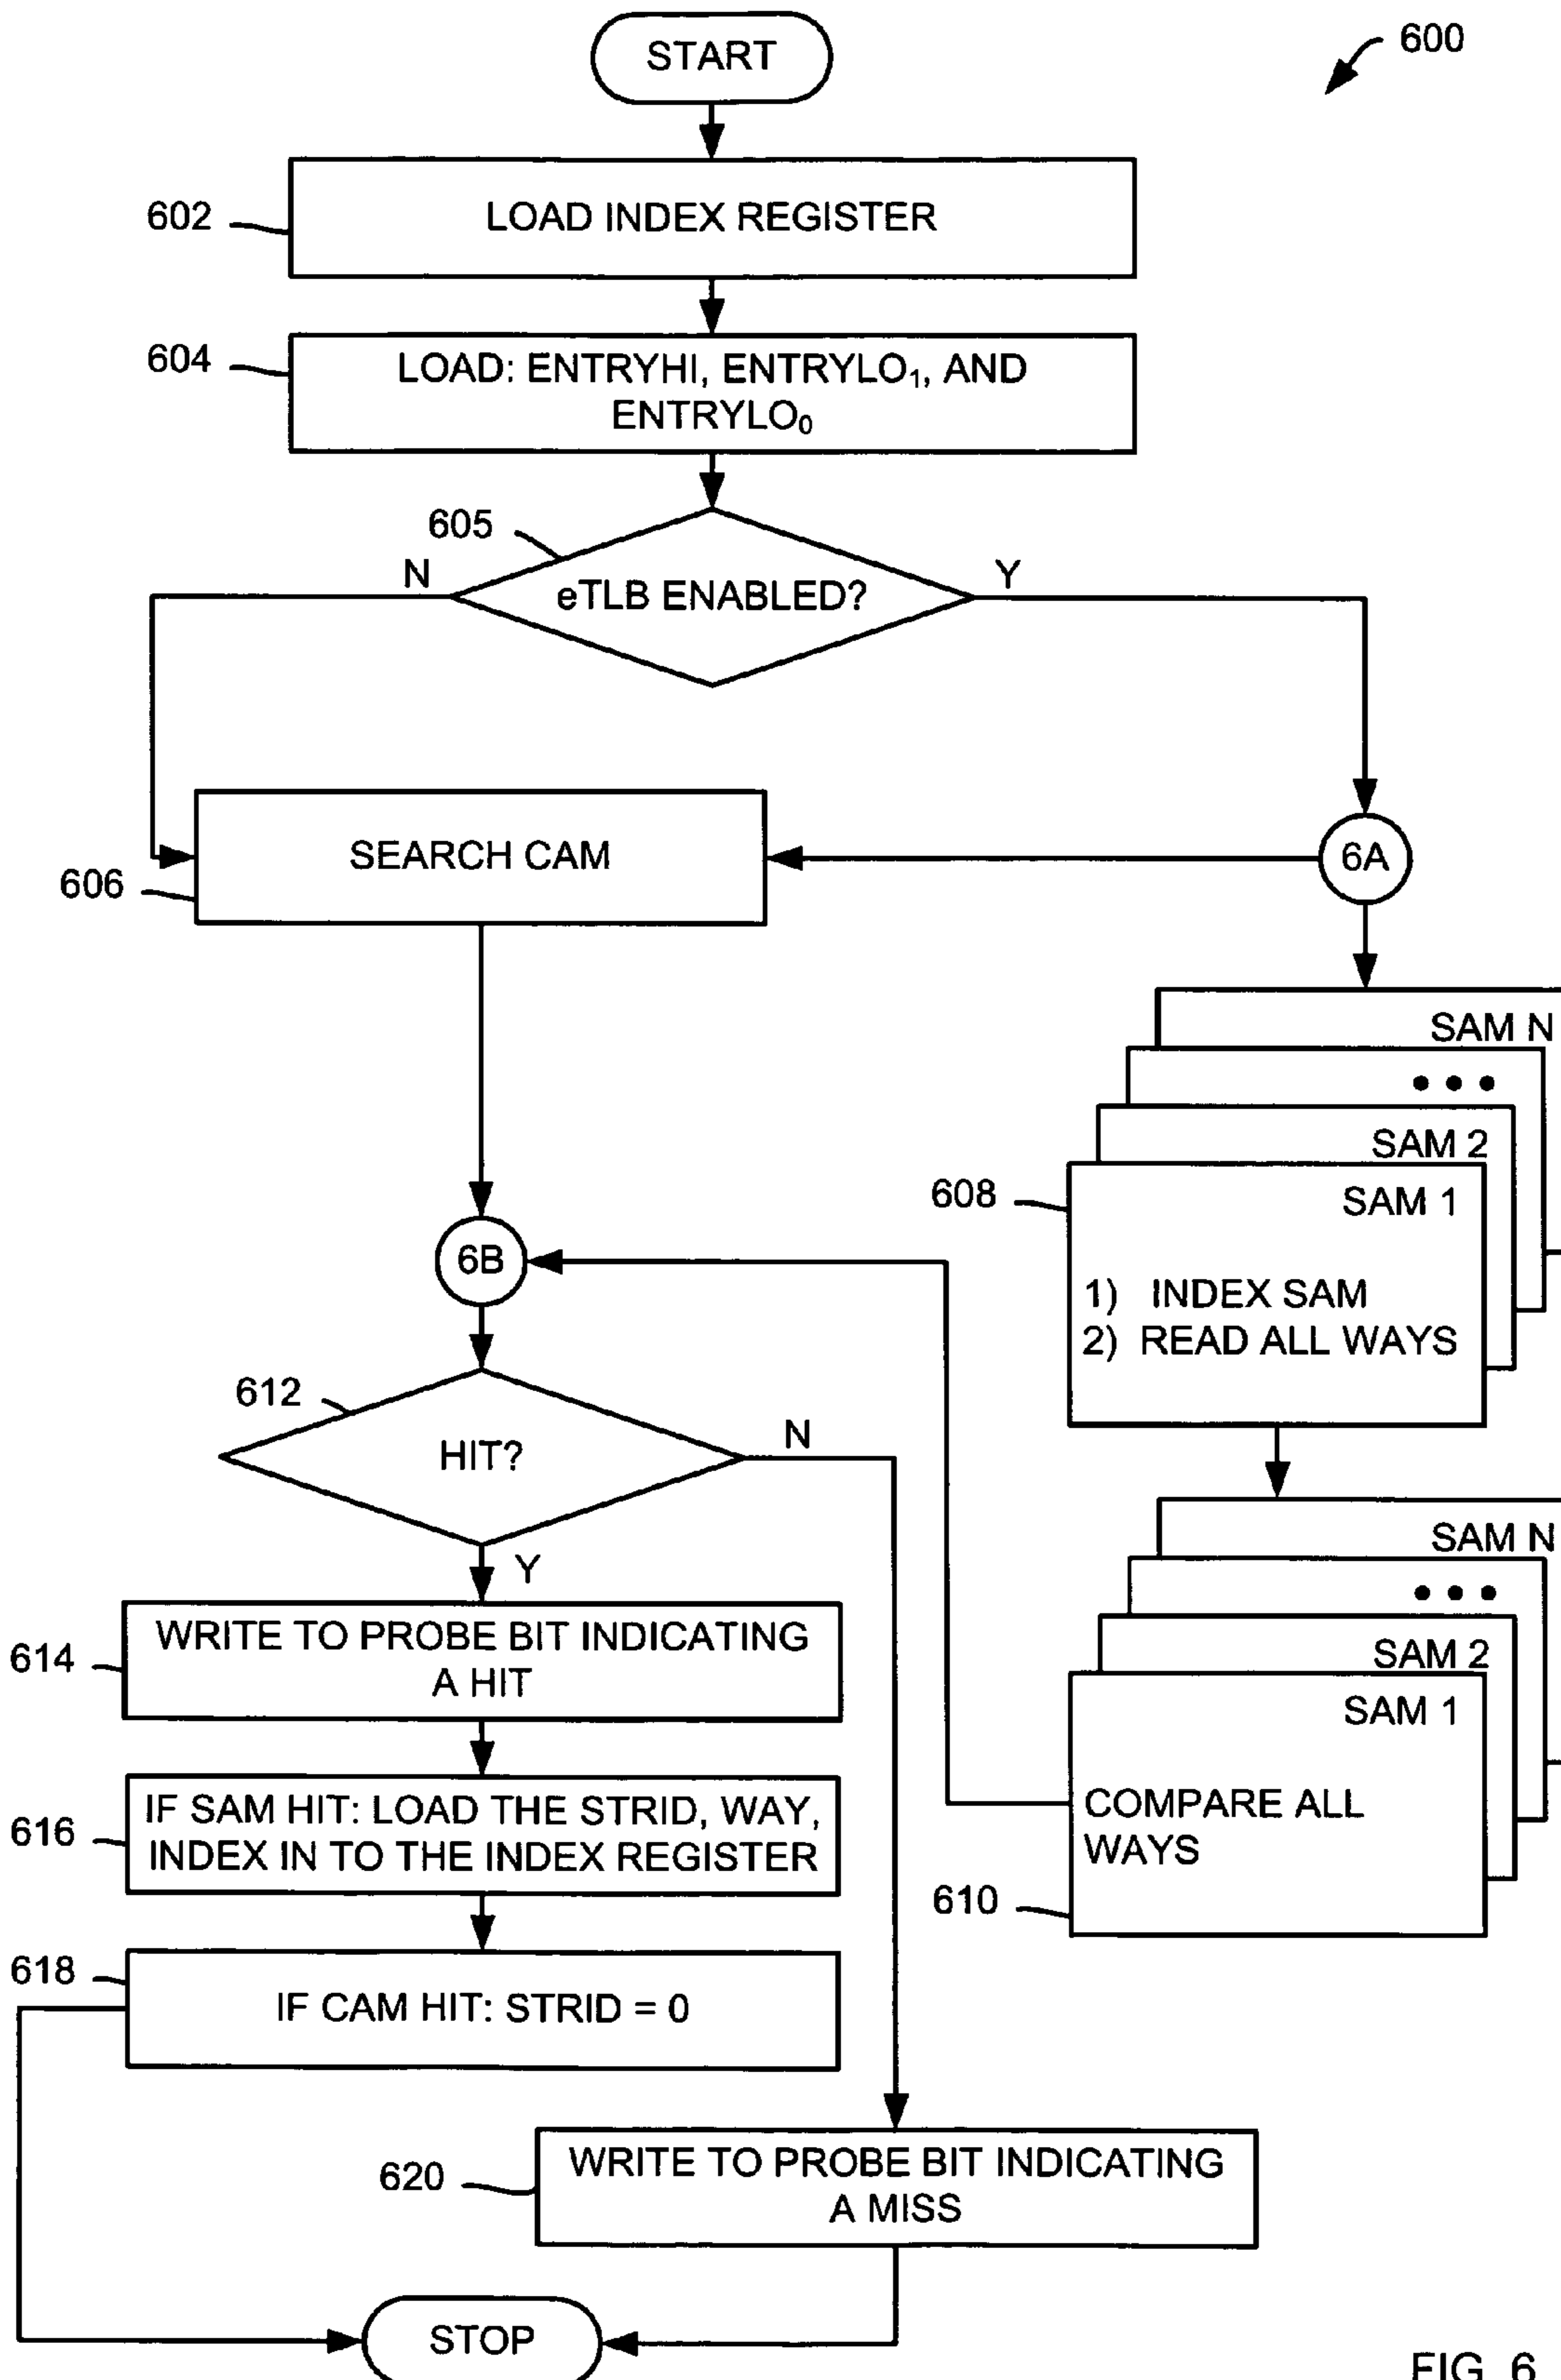 START
600
602
LOAD INDEX REGISTER
604
LOAD: ENTRYHI, ENTRYLO₁, AND
ENTRYLO₀
605
N
eTLB ENABLED?
Y
SEARCH CAM
606
6A
SAM N
• • •
SAM 2
608
SAM 1
1) INDEX SAM
2) READ ALL WAYS
6B
612
HIT?
N
Y
SAM N
• • •
SAM 2
SAM 1
COMPARE ALL
WAYS
610
614
WRITE TO PROBE BIT INDICATING
A HIT
616
IF SAM HIT: LOAD THE STRID, WAY,
INDEX IN TO THE INDEX REGISTER
618
IF CAM HIT: STRID = 0
620
WRITE TO PROBE BIT INDICATING
A MISS
STOP
FIG. 6